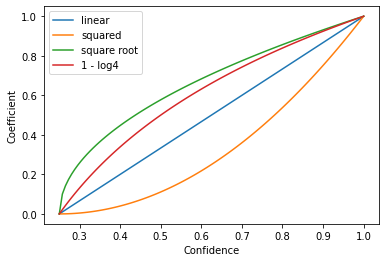 linear
squared
square root
1 - log4
1.0
0.8
0.6
0.4
0.2
0.0
Coefficient
0.3 0.4 0.5 0.6 0.7 0.8 0.9 1.0
Confidence